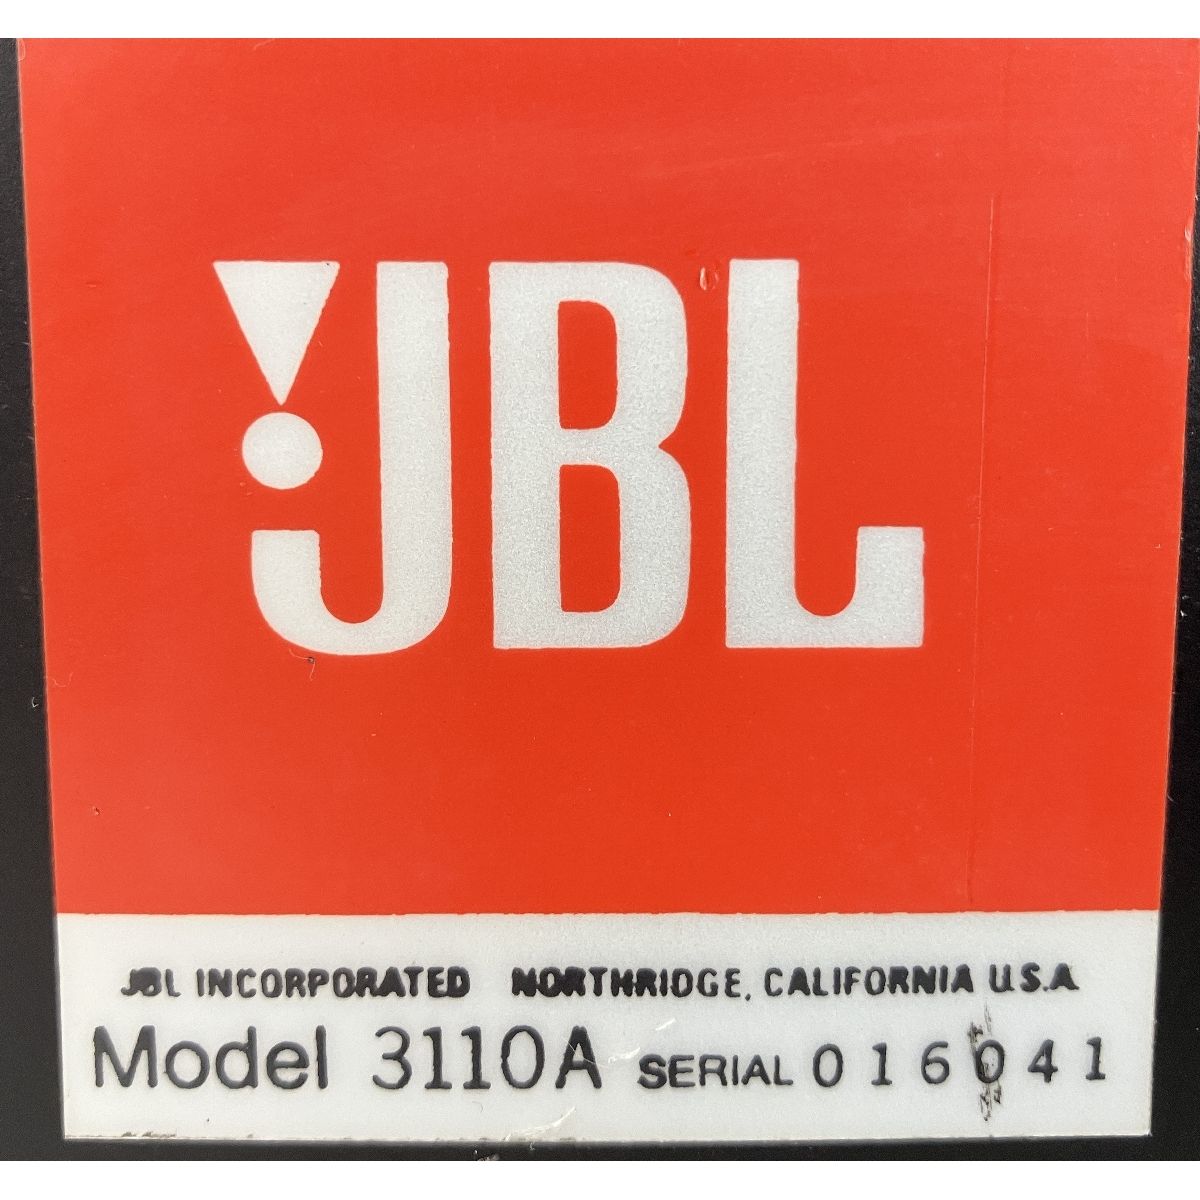 JBL
JBL INCORPORATED NORTHRIDGE, CALIFORNIA U.S.A
Model 3110A SERIAL 016041